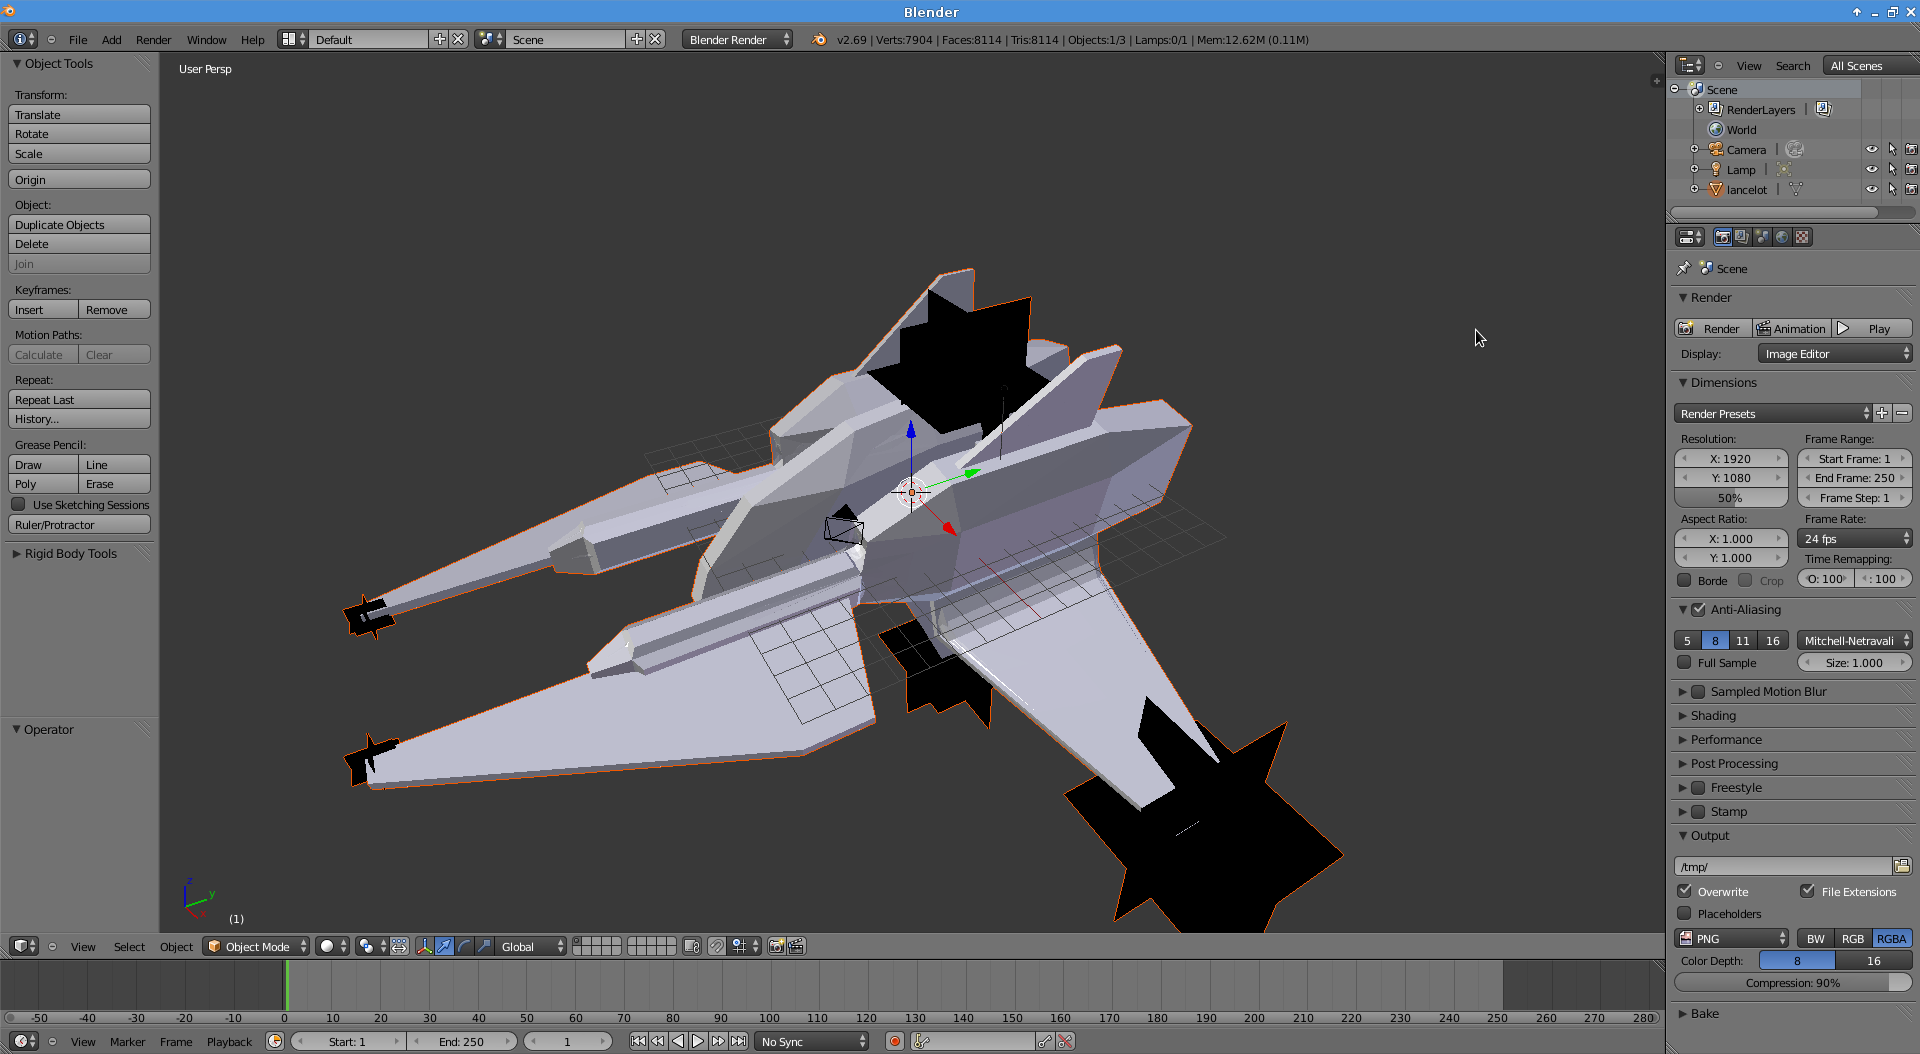 Blender
File Add Render Window Help Default Scene Blender Render v2.69 | Verts:7904 | Faces:8114 | Tris:8114 | Objects:1/3 | Lamps:0/1 | Mem:12.62M (0.11M)
Object Tools
Transform:
Translate
Rotate
Scale
Origin
Object:
Duplicate Objects
Delete
Join
Keyframes:
Insert Remove
Motion Paths:
Calculate Clear
Repeat:
Repeat Last
History...
Grease Pencil:
Draw Line
Poly Erase
Use Sketching Sessions
Ruler/Protractor
Rigid Body Tools
Operator
User Persp
z
y
x
(1)
View Select Object Object Mode Global
-50 -40 -30 -20 -10 0 10 20 30 40 50 60 70 80 90 100 110 120 130 140 150 160 170 180 190 200 210 220 230 240 250 260 270 280
View Marker Frame Playback Start: 1 End: 250 1 No Sync
View Search All Scenes
Scene
RenderLayers |
World
Camera |
Lamp |
lancelot |
Scene
Render
Render Animation Play
Display: Image Editor
Dimensions
Render Presets
Resolution: Frame Range:
X: 1920 Start Frame: 1
Y: 1080 End Frame: 250
50% Frame Step: 1
Aspect Ratio: Frame Rate:
X: 1.000 24 fps
Y: 1.000 Time Remapping:
Borde Crop O: 100 : 100
Anti-Aliasing
5 8 11 16 Mitchell-Netravali
Full Sample Size: 1.000
Sampled Motion Blur
Shading
Performance
Post Processing
Freestyle
Stamp
Output
/tmp/
Overwrite File Extensions
Placeholders
PNG BW RGB RGBA
Color Depth: 8 16
Compression: 90%
Bake